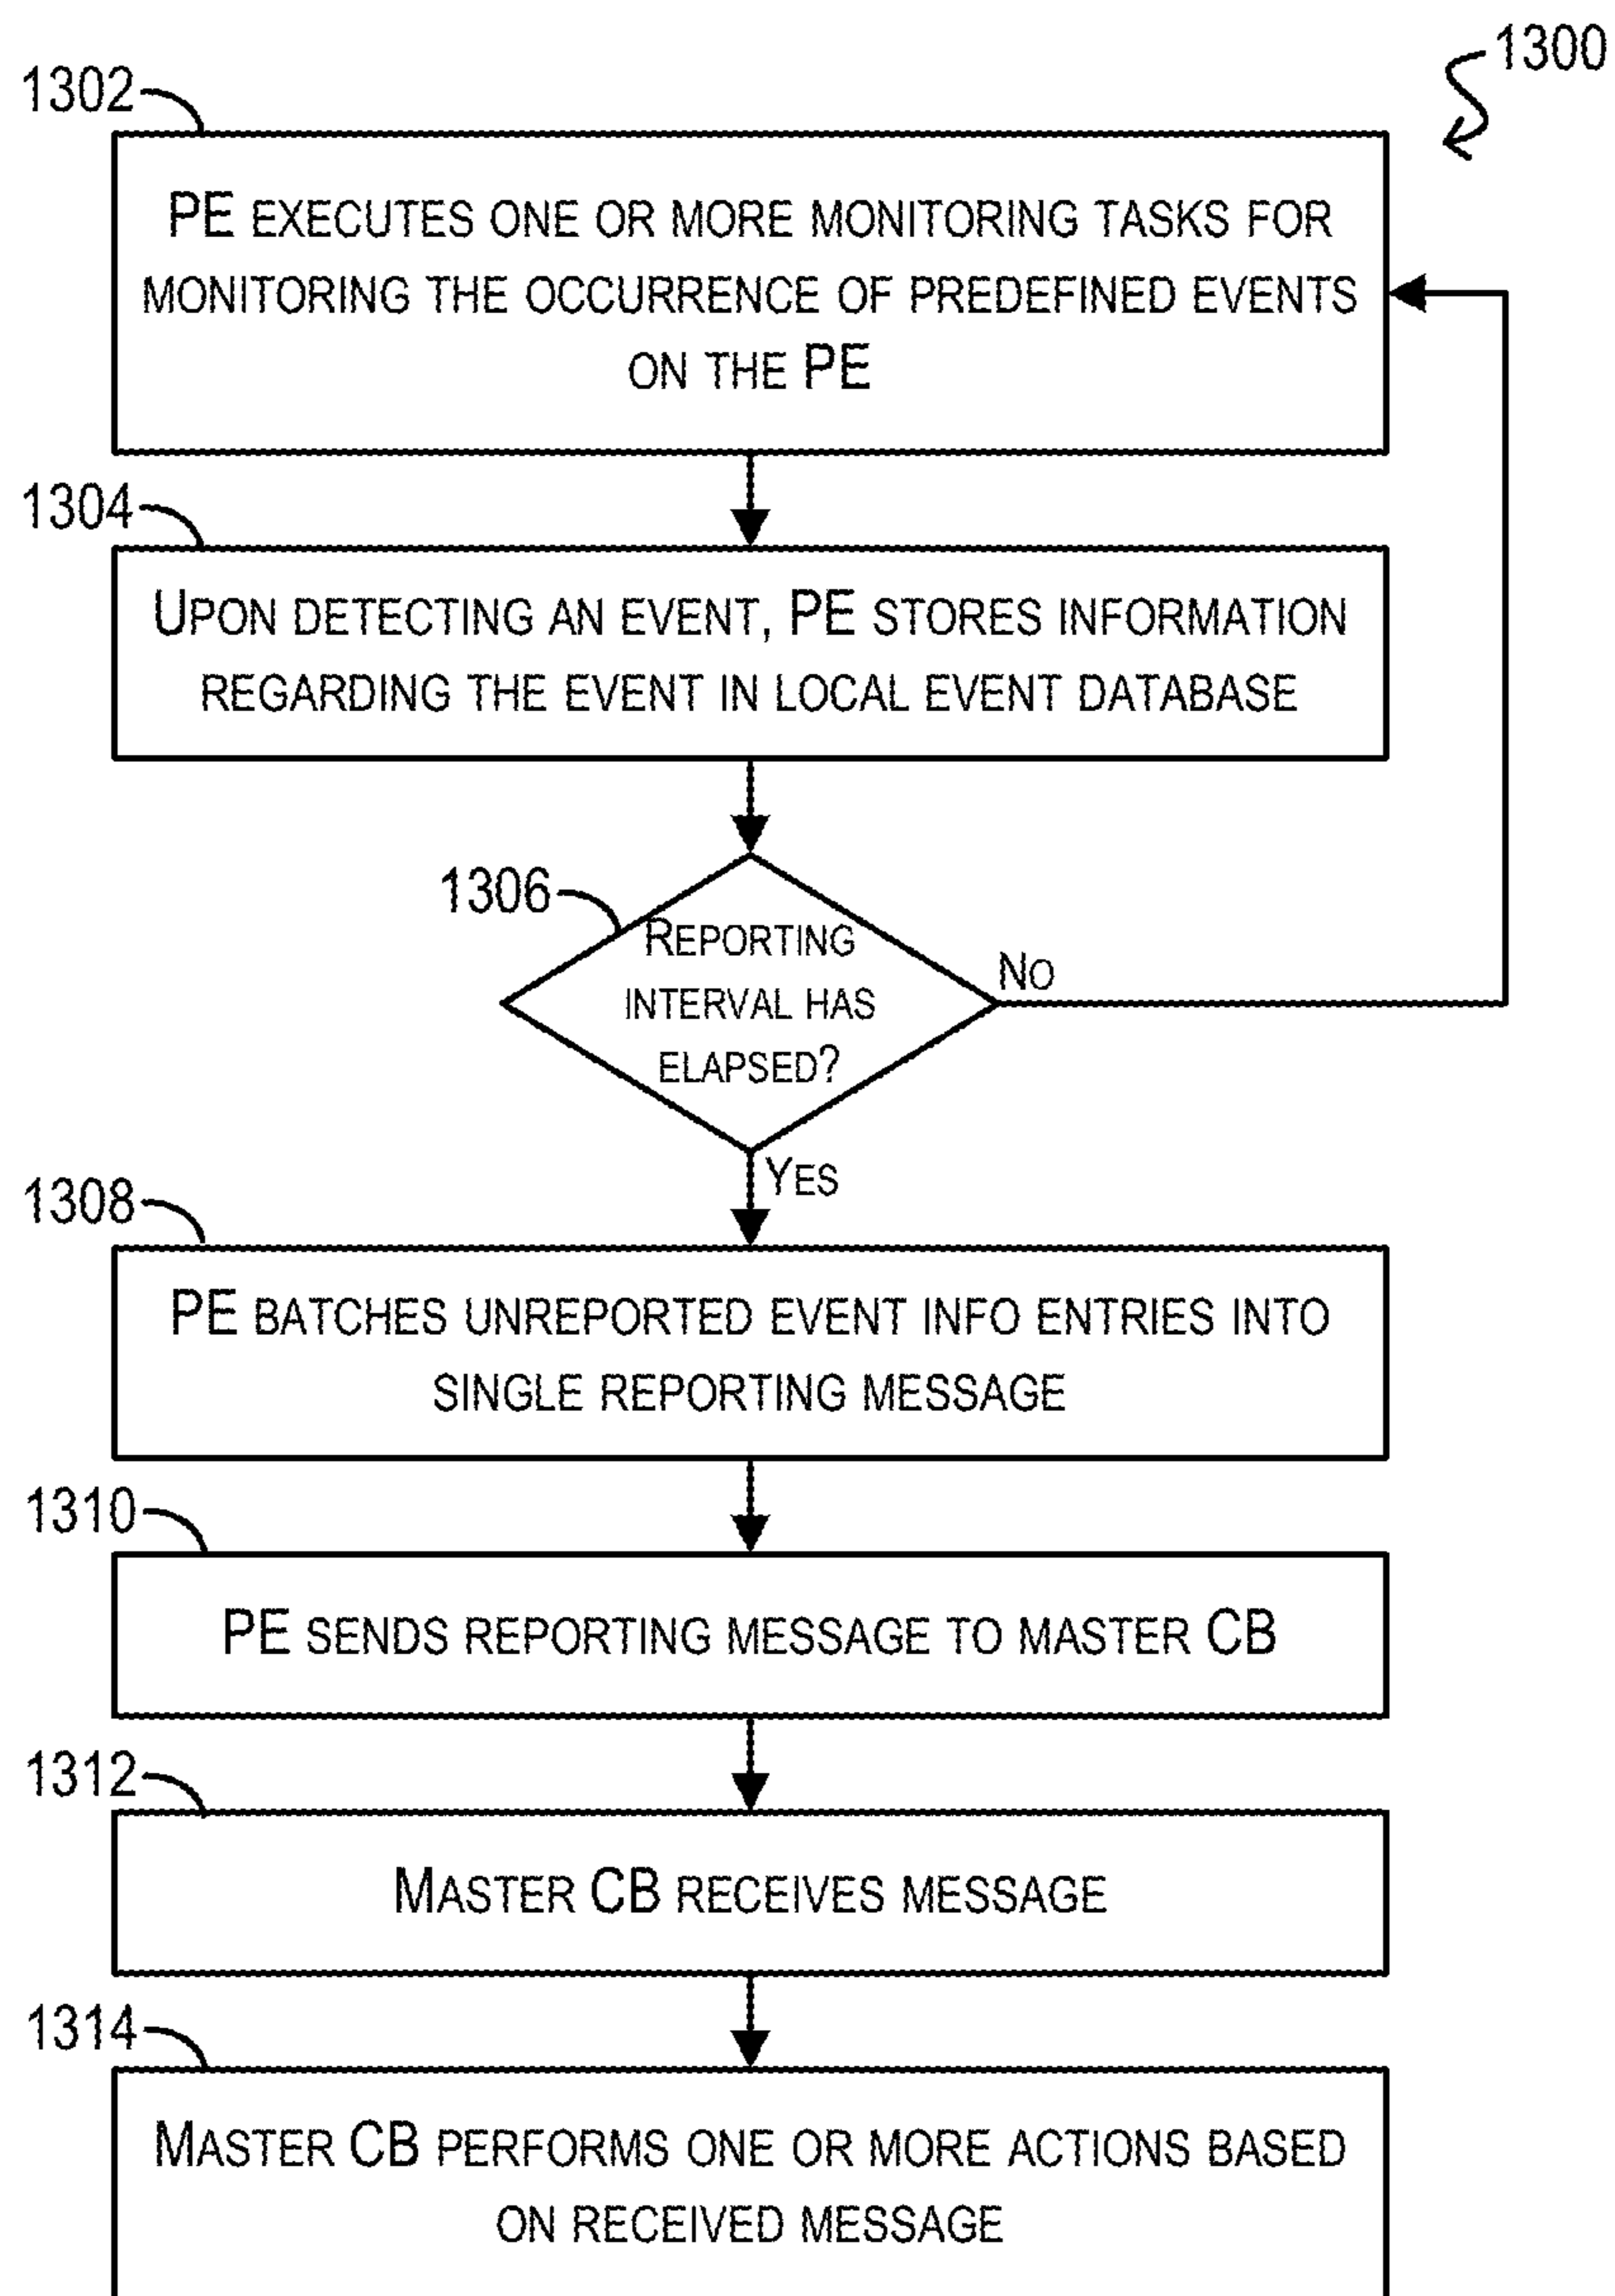 1300
1302
PE EXECUTES ONE OR MORE MONITORING TASKS FOR
MONITORING THE OCCURRENCE OF PREDEFINED EVENTS
ON THE PE
1304
UPON DETECTING AN EVENT, PE STORES INFORMATION
REGARDING THE EVENT IN LOCAL EVENT DATABASE
1306
REPORTING
INTERVAL HAS
ELAPSED?
NO
YES
1308
PE BATCHES UNREPORTED EVENT INFO ENTRIES INTO
SINGLE REPORTING MESSAGE
1310
PE SENDS REPORTING MESSAGE TO MASTER CB
1312
MASTER CB RECEIVES MESSAGE
1314
MASTER CB PERFORMS ONE OR MORE ACTIONS BASED
ON RECEIVED MESSAGE